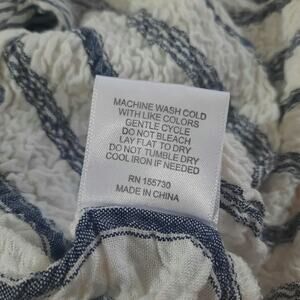 MACHINE WASH COLD
WITH LIKE COLORS
GENTLE CYCLE
DO NOT BLEACH
LAY FLAT TO DRY
DO NOT TUMBLE DRY
COOL IRON IF NEEDED
RN 155730
MADE IN CHINA